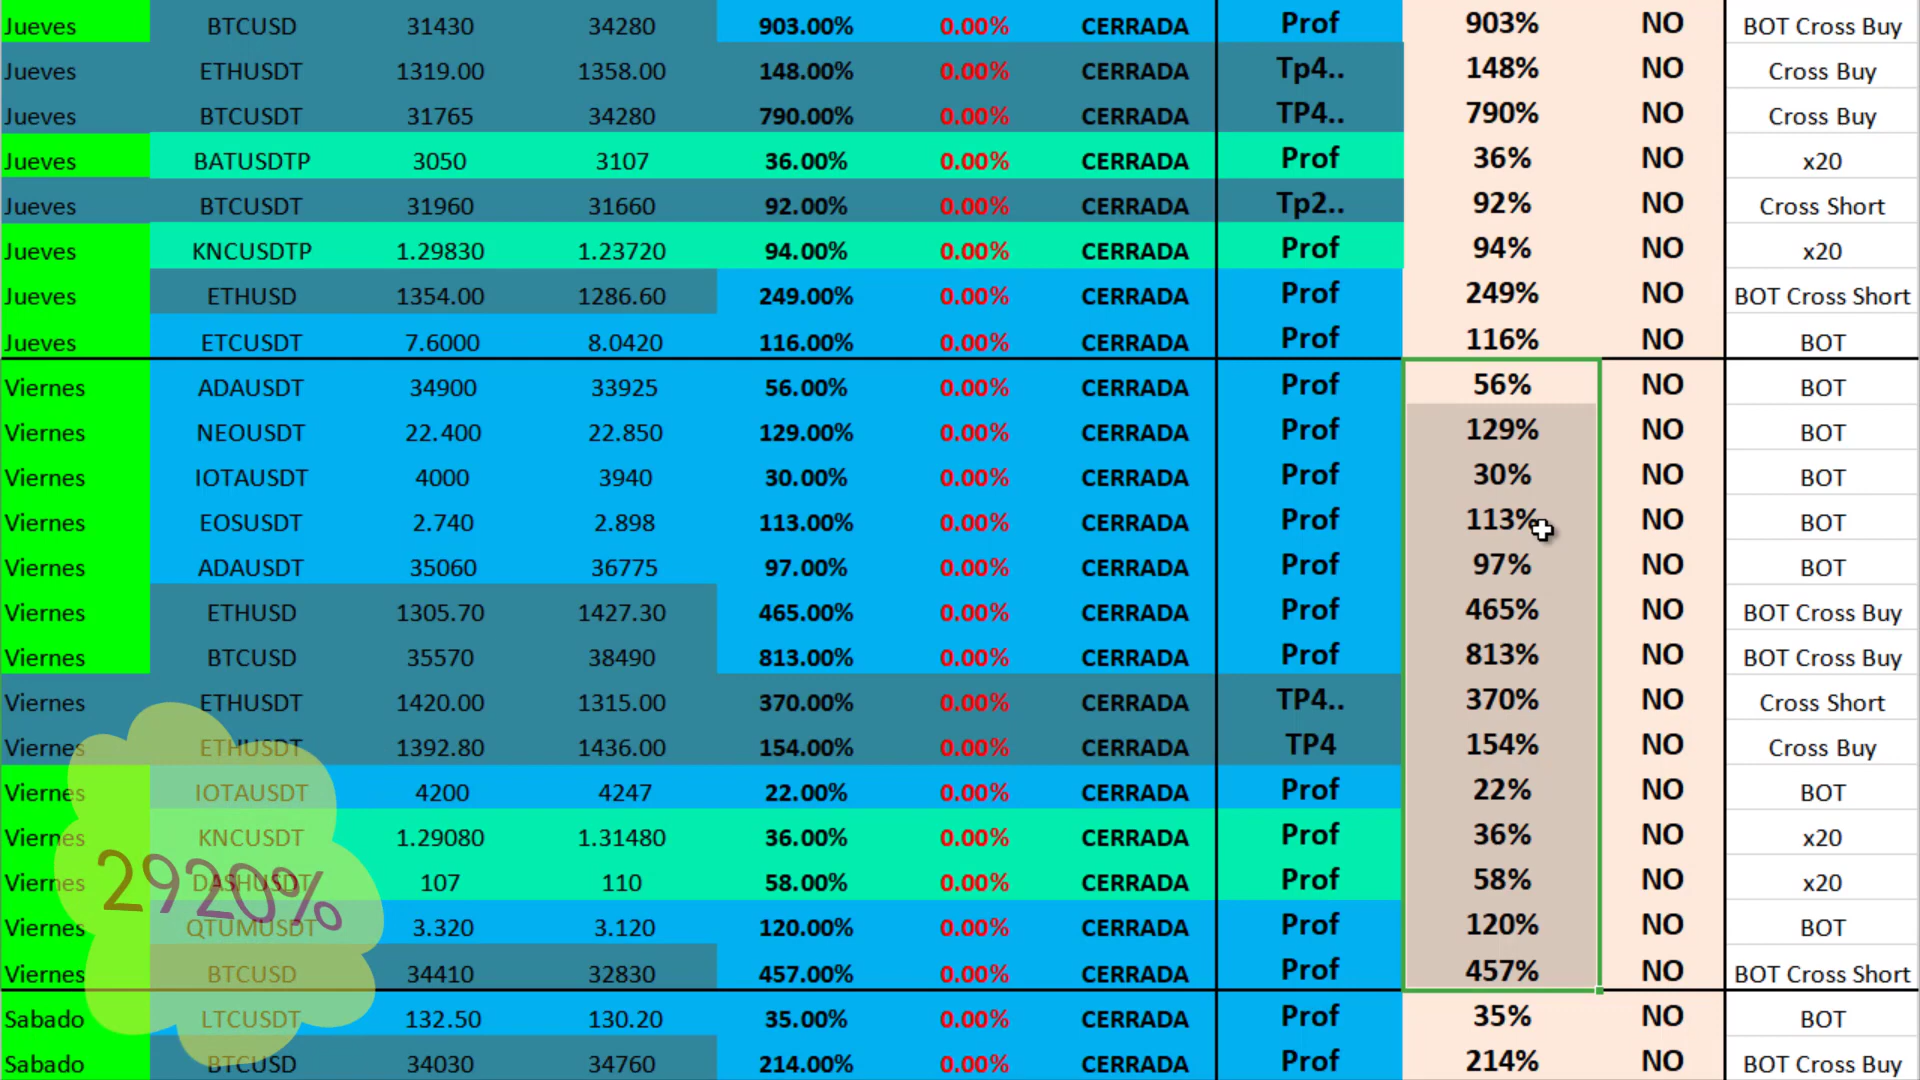 Jueves BTCUSD 31430 34280 903.00% 0.00% CERRADA Prof 903% NO BOT Cross Buy
Jueves ETHUSDT 1319.00 1358.00 148.00% 0.00% CERRADA Tp4.. 148% NO Cross Buy
Jueves BTCUSDT 31765 34280 790.00% 0.00% CERRADA TP4.. 790% NO Cross Buy
Jueves BATUSDTP 3050 3107 36.00% 0.00% CERRADA Prof 36% NO x20
Jueves BTCUSDT 31960 31660 92.00% 0.00% CERRADA Tp2.. 92% NO Cross Short
Jueves KNCUSDTP 1.29830 1.23720 94.00% 0.00% CERRADA Prof 94% NO x20
Jueves ETHUSD 1354.00 1286.60 249.00% 0.00% CERRADA Prof 249% NO BOT Cross Short
Jueves ETCUSDT 7.6000 8.0420 116.00% 0.00% CERRADA Prof 116% NO BOT
Viernes ADAUSDT 34900 33925 56.00% 0.00% CERRADA Prof 56% NO BOT
Viernes NEOUSDT 22.400 22.850 129.00% 0.00% CERRADA Prof 129% NO BOT
Viernes IOTAUSDT 4000 3940 30.00% 0.00% CERRADA Prof 30% NO BOT
Viernes EOSUSDT 2.740 2.898 113.00% 0.00% CERRADA Prof 113% NO BOT
Viernes ADAUSDT 35060 36775 97.00% 0.00% CERRADA Prof 97% NO BOT
Viernes ETHUSD 1305.70 1427.30 465.00% 0.00% CERRADA Prof 465% NO BOT Cross Buy
Viernes BTCUSD 35570 38490 813.00% 0.00% CERRADA Prof 813% NO BOT Cross Buy
Viernes ETHUSDT 1420.00 1315.00 370.00% 0.00% CERRADA TP4.. 370% NO Cross Short
Viernes ETHUSDT 1392.80 1436.00 154.00% 0.00% CERRADA TP4 154% NO Cross Buy
Viernes IOTAUSDT 4200 4247 22.00% 0.00% CERRADA Prof 22% NO BOT
Viernes KNCUSDT 1.29080 1.31480 36.00% 0.00% CERRADA Prof 36% NO x20
Viernes DASHUSDT 107 110 58.00% 0.00% CERRADA Prof 58% NO x20
2920%
Viernes QTUMUSDT 3.320 3.120 120.00% 0.00% CERRADA Prof 120% NO BOT
Viernes BTCUSD 34410 32830 457.00% 0.00% CERRADA Prof 457% NO BOT Cross Short
Sabado LTCUSDT 132.50 130.20 35.00% 0.00% CERRADA Prof 35% NO BOT
Sabado BTCUSD 34030 34760 214.00% 0.00% CERRADA Prof 214% NO BOT Cross Buy